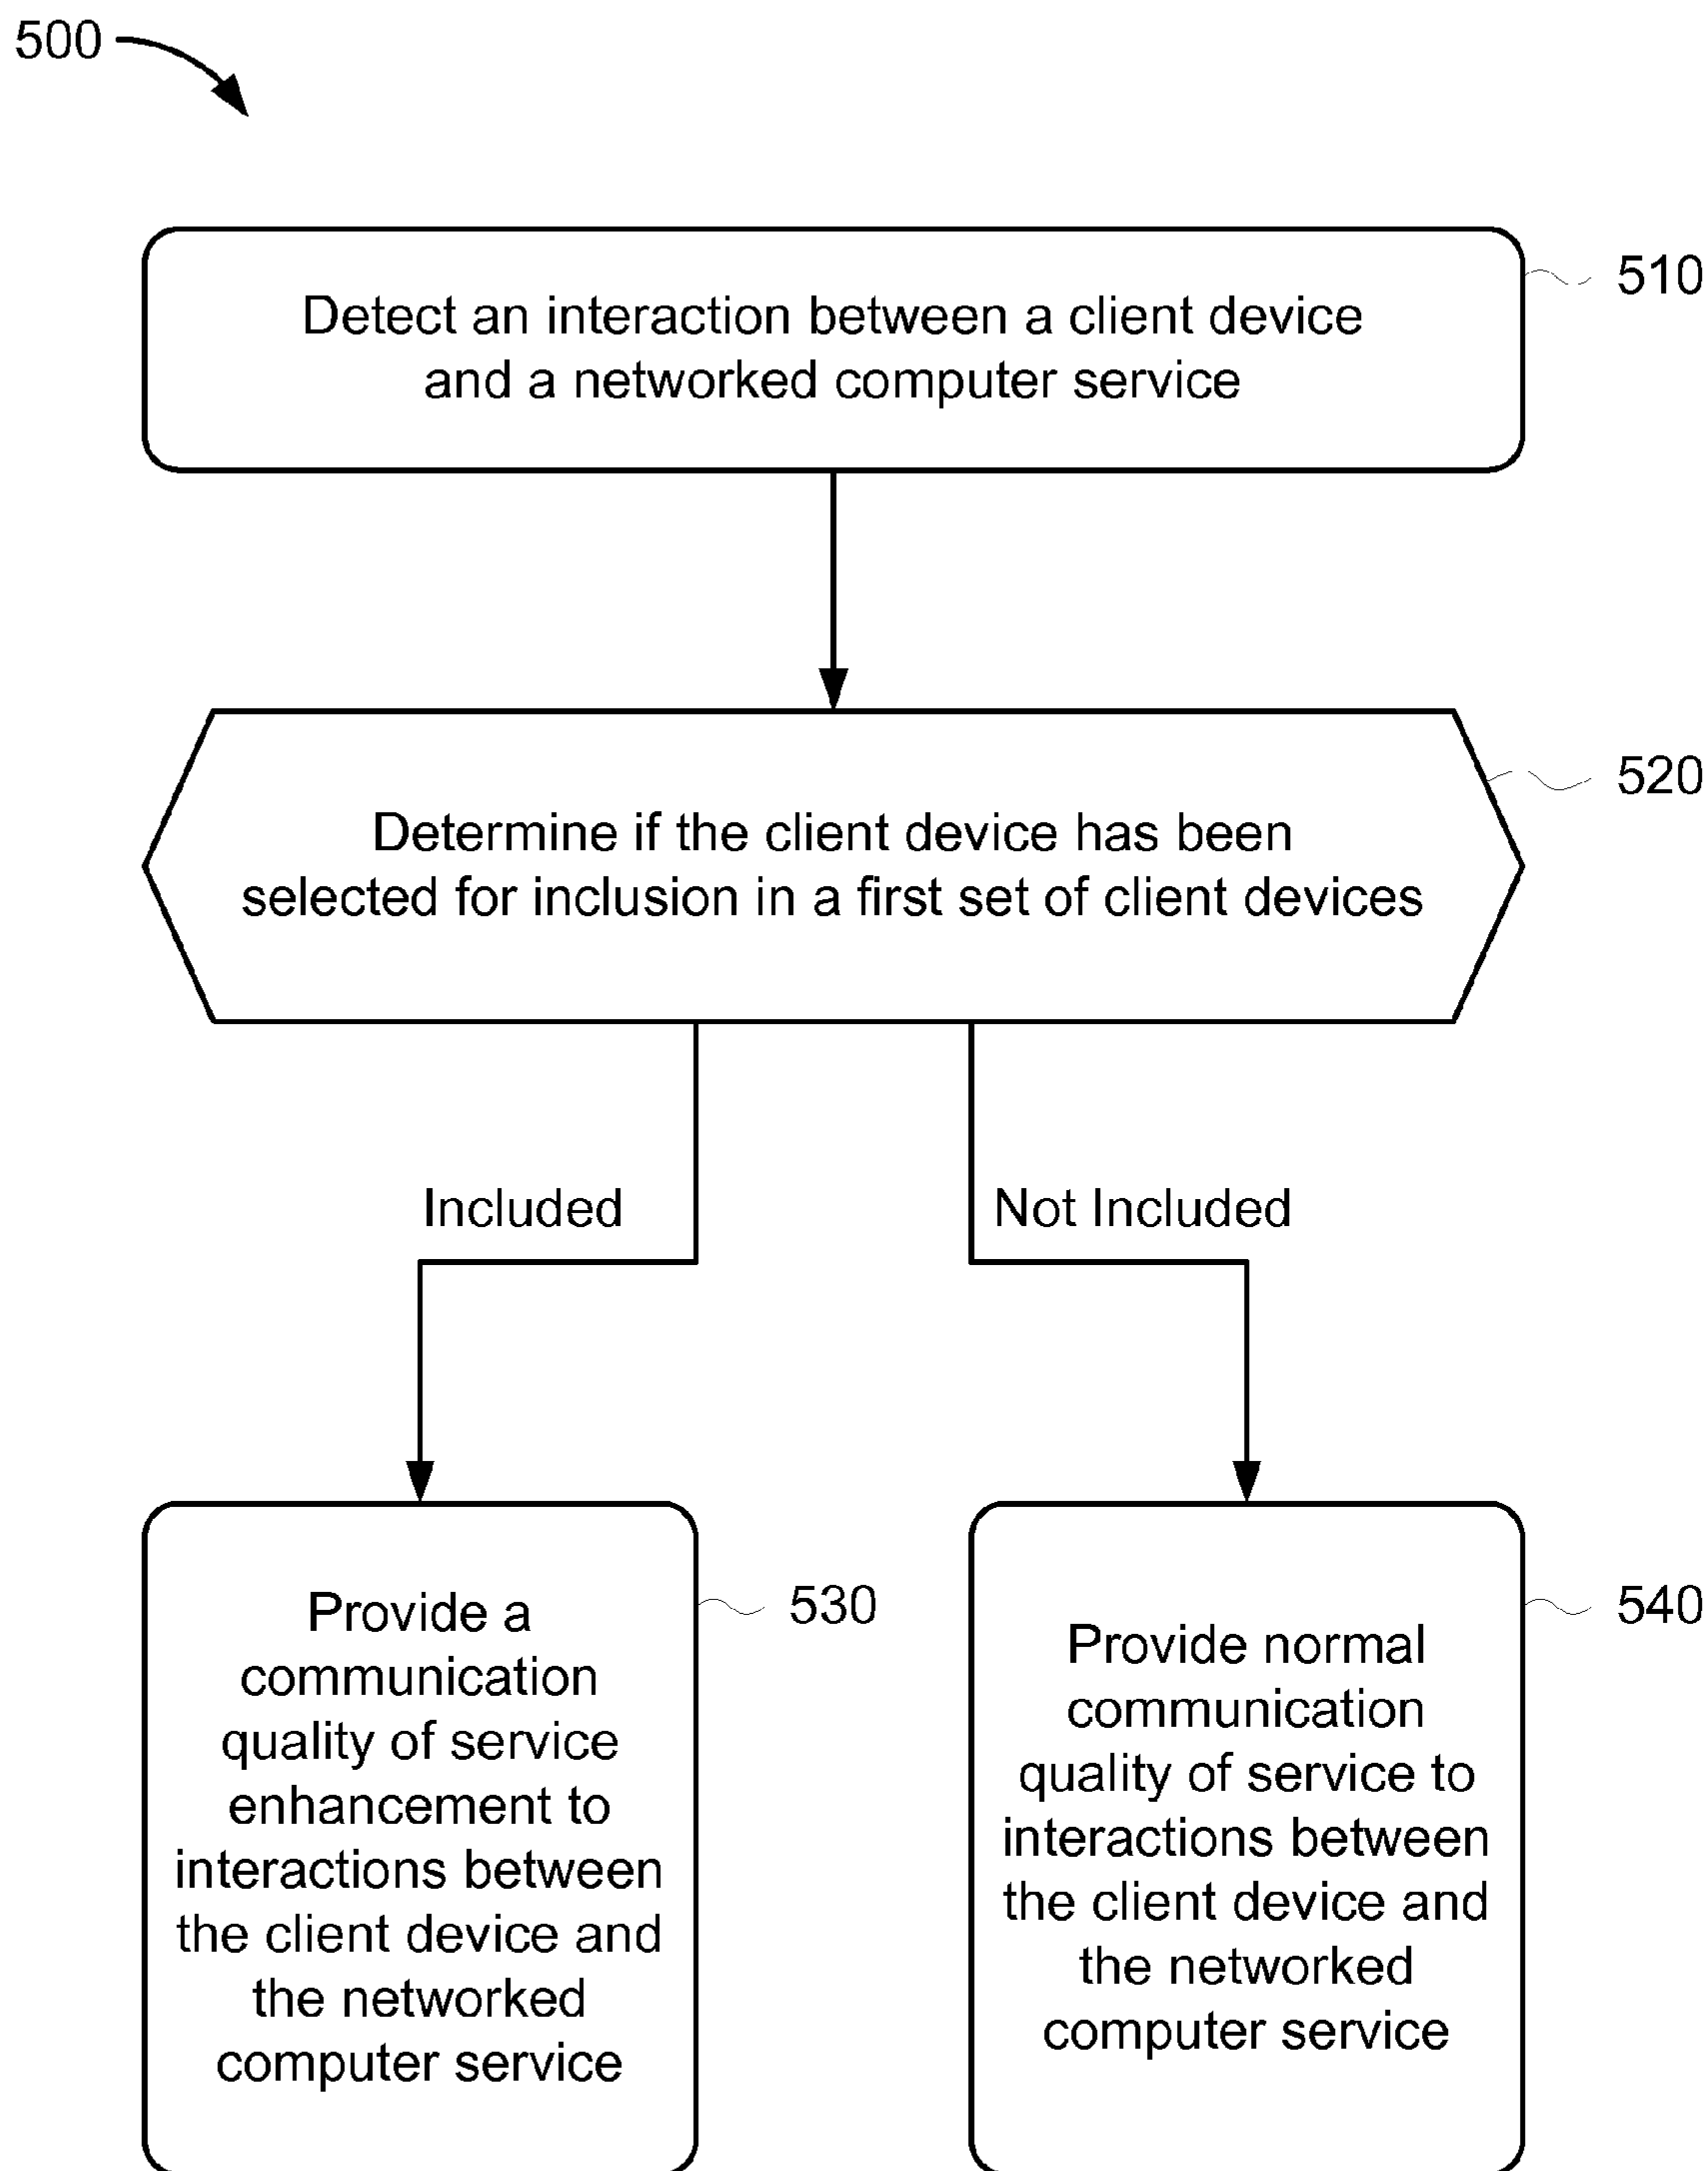 500
510
Detect an interaction between a client device
and a networked computer service
520
Determine if the client device has been
selected for inclusion in a first set of client devices
Included
Not Included
530
Provide a
communication
quality of service
enhancement to
interactions between
the client device and
the networked
computer service
540
Provide normal
communication
quality of service to
interactions between
the client device and
the networked
computer service